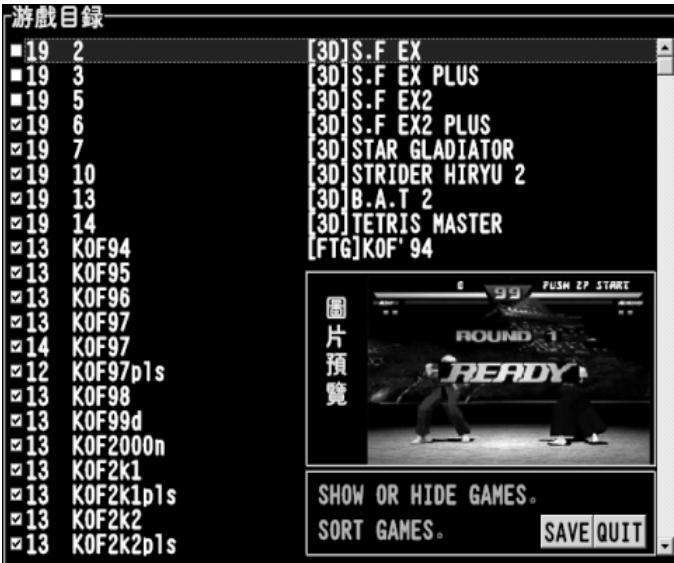 游戲目録
19 2 [3D]S.F EX
19 3 [3D]S.F EX PLUS
19 5 [3D]S.F EX2
19 6 [3D]S.F EX2 PLUS
19 7 [3D]STAR GLADIATOR
19 10 [3D]STRIDER HIRYU 2
19 13 [3D]B.A.T 2
19 14 [3D]TETRIS MASTER
13 KOF94 [FTG]KOF'94
13 KOF95
13 KOF96
13 KOF97
14 KOF97
12 KOF97pls
13 KOF98
13 KOF99d
13 KOF2000n
13 KOF2k1
13 KOF2k1pls
13 KOF2k2
13 KOF2k2pls
圖片預覽
0 99 PUSH 2P START
ROUND 1
READY
SHOW OR HIDE GAMES。
SORT GAMES。
SAVE QUIT